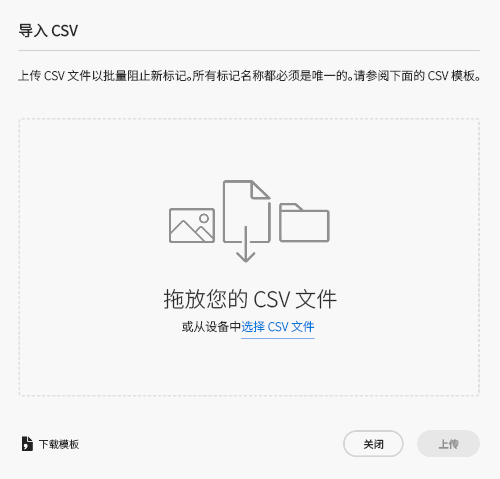 导入 CSV
上传 CSV 文件以批量阻止新标记。所有标记名称都必须是唯一的。请参阅下面的 CSV 模板。
拖放您的 CSV 文件
或从设备中选择 CSV 文件
下载模板
关闭
上传